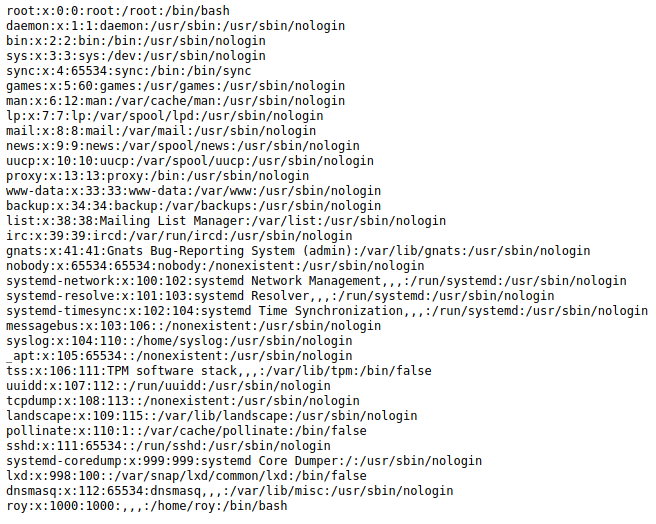 root:x:0:0:root:/root:/bin/bash
daemon:x:1:1:daemon:/usr/sbin:/usr/sbin/nologin
bin:x:2:2:bin:/bin:/usr/sbin/nologin
sys:x:3:3:sys:/dev:/usr/sbin/nologin
sync:x:4:65534:sync:/bin:/bin/sync
games:x:5:60:games:/usr/games:/usr/sbin/nologin
man:x:6:12:man:/var/cache/man:/usr/sbin/nologin
lp:x:7:7:lp:/var/spool/lpd:/usr/sbin/nologin
mail:x:8:8:mail:/var/mail:/usr/sbin/nologin
news:x:9:9:news:/var/spool/news:/usr/sbin/nologin
uucp:x:10:10:uucp:/var/spool/uucp:/usr/sbin/nologin
proxy:x:13:13:proxy:/bin:/usr/sbin/nologin
www-data:x:33:33:www-data:/var/www:/usr/sbin/nologin
backup:x:34:34:backup:/var/backups:/usr/sbin/nologin
list:x:38:38:Mailing List Manager:/var/list:/usr/sbin/nologin
irc:x:39:39:ircd:/var/run/ircd:/usr/sbin/nologin
gnats:x:41:41:Gnats Bug-Reporting System (admin):/var/lib/gnats:/usr/sbin/nologin
nobody:x:65534:65534:nobody:/nonexistent:/usr/sbin/nologin
systemd-network:x:100:102:systemd Network Management,,,:/run/systemd:/usr/sbin/nologin
systemd-resolve:x:101:103:systemd Resolver,,,:/run/systemd:/usr/sbin/nologin
systemd-timesync:x:102:104:systemd Time Synchronization,,,:/run/systemd:/usr/sbin/nologin
messagebus:x:103:106::/nonexistent:/usr/sbin/nologin
syslog:x:104:110::/home/syslog:/usr/sbin/nologin
_apt:x:105:65534::/nonexistent:/usr/sbin/nologin
tss:x:106:111:TPM software stack,,,:/var/lib/tpm:/bin/false
uuidd:x:107:112::/run/uuidd:/usr/sbin/nologin
tcpdump:x:108:113::/nonexistent:/usr/sbin/nologin
landscape:x:109:115::/var/lib/landscape:/usr/sbin/nologin
pollinate:x:110:1::/var/cache/pollinate:/bin/false
sshd:x:111:65534::/run/sshd:/usr/sbin/nologin
systemd-coredump:x:999:999:systemd Core Dumper:/:/usr/sbin/nologin
lxd:x:998:100::/var/snap/lxd/common/lxd:/bin/false
dnsmasq:x:112:65534:dnsmasq,,,:/var/lib/misc:/usr/sbin/nologin
roy:x:1000:1000:,,,:/home/roy:/bin/bash